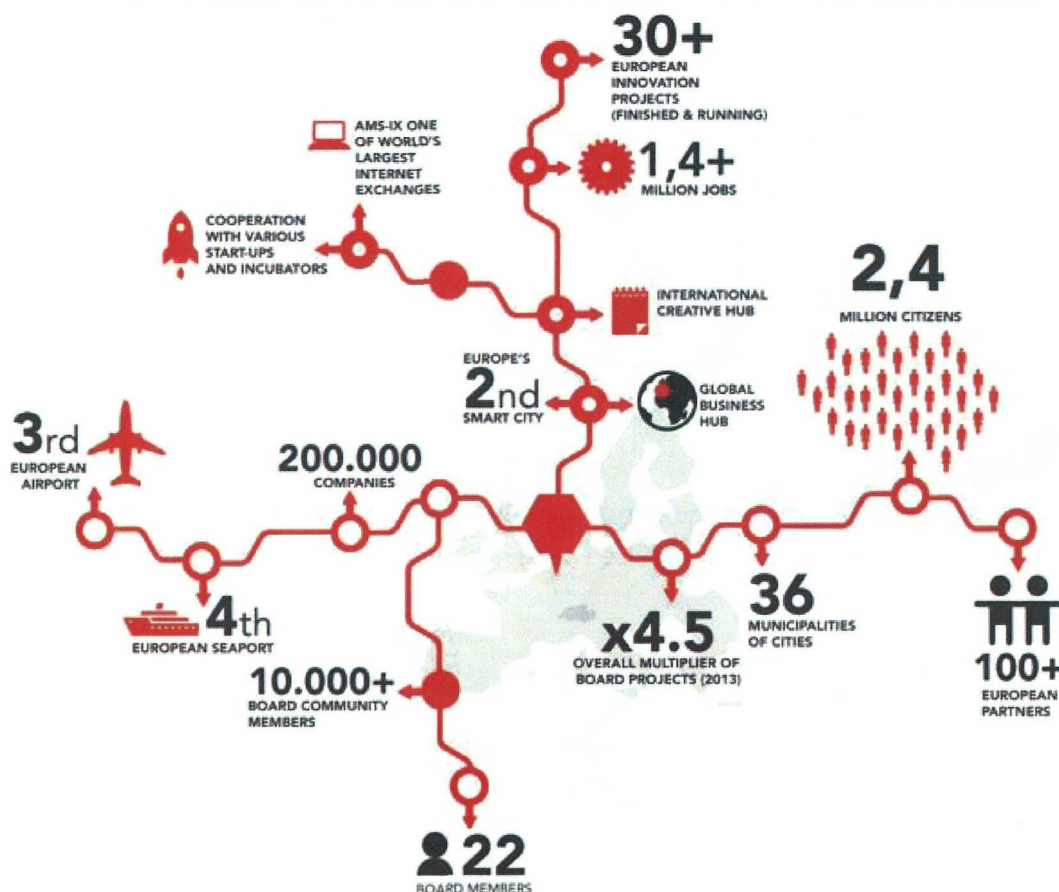 30+
EUROPEAN
INNOVATION
PROJECTS
(FINISHED & RUNNING)
AMS-IX ONE
OF WORLD'S
LARGEST
INTERNET
EXCHANGES
1,4+
MILLION JOBS
COOPERATION
WITH VARIOUS
START-UPS
AND INCUBATORS
2,4
MILLION CITIZENS
INTERNATIONAL
CREATIVE HUB
EUROPE'S
2nd
SMART CITY
GLOBAL
BUSINESS
HUB
3rd
EUROPEAN
AIRPORT
200.000
COMPANIES
4th
EUROPEAN SEAPORT
x4.5
OVERALL MULTIPLIER OF
BOARD PROJECTS (2013)
36
MUNICIPALITIES
OF CITIES
100+
EUROPEAN
PARTNERS
10.000+
BOARD COMMUNITY
MEMBERS
22
BOARD MEMBERS